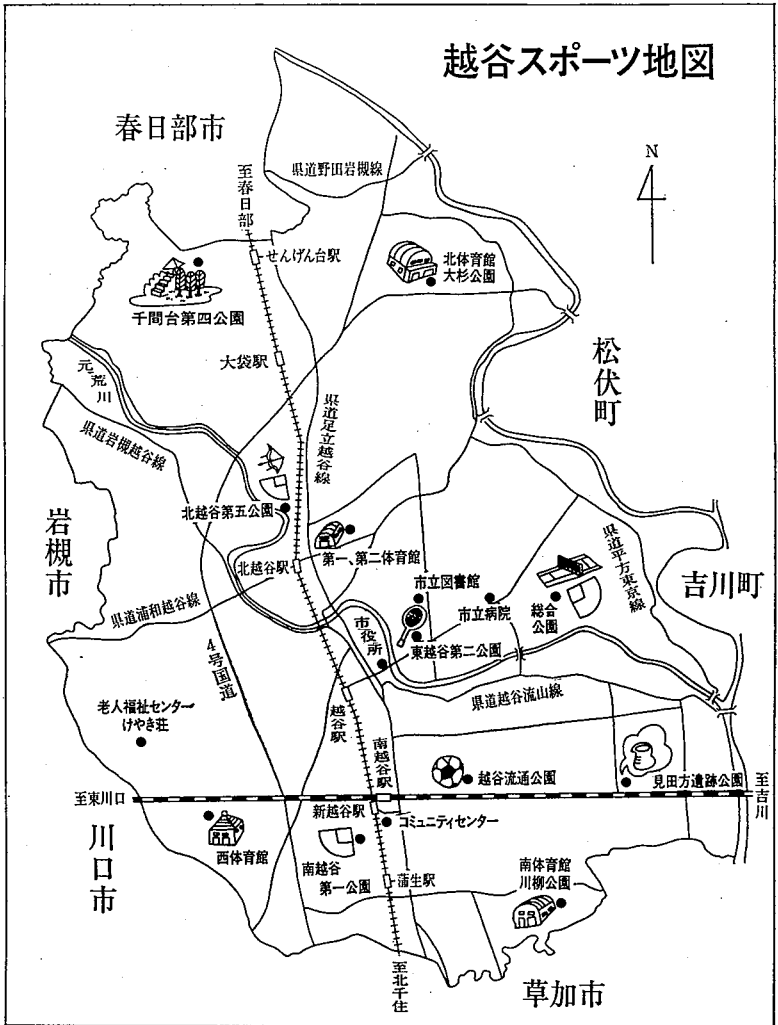 越谷スポーツ地図
春日部市
N
県道野田岩槻線
至春日部
せんげん台駅
北体育館
大杉公園
千間台第四公園
大袋駅
松伏町
元荒川
県道足立越谷線
県道岩槻越谷線
北越谷第五公園
岩槻市
第一、第二体育館
北越谷駅
県道平方東京線
吉川町
市立図書館
市立病院
総合
公園
県道浦和越谷線
市役所
東越谷第二公園
4号国道
越谷駅
県道越谷流山線
老人福祉センター
けやき荘
南越谷駅
越谷流通公園
見田方遺跡公園
至吉川
至東川口
新越谷駅
コミュニティセンター
川口市
西体育館
南越谷
第一公園
蒲生駅
南体育館
川柳公園
至北千住
草加市